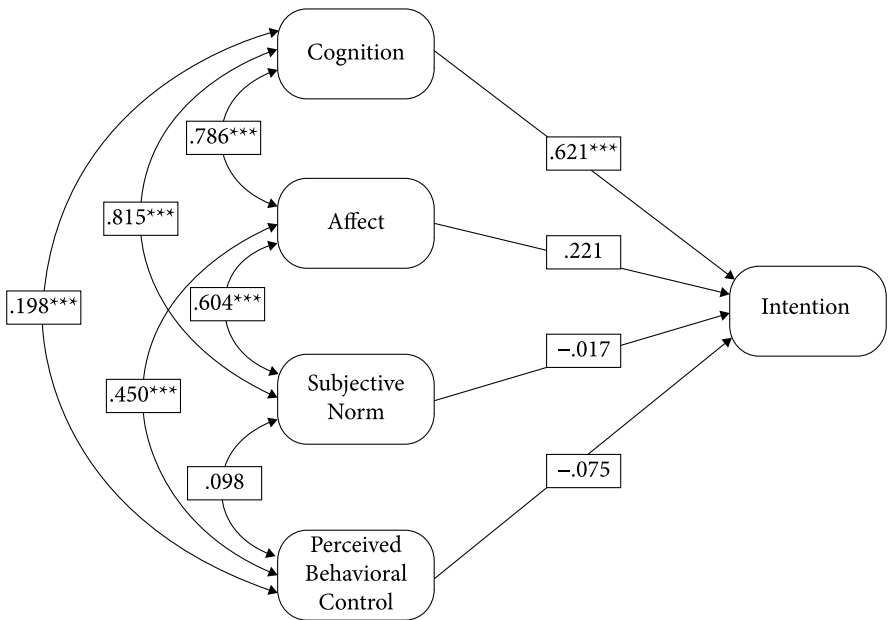 Cognition
.786***
.621***
.815***
Affect
.221
.198***
.604***
Intention
−.017
.450***
Subjective
Norm
.098
−.075
Perceived
Behavioral
Control